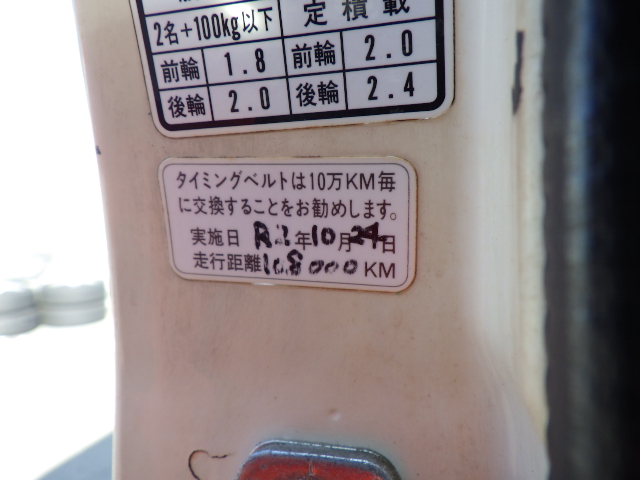 2名+100kg以下 定積載
前輪 1.8 前輪 2.0
後輪 2.0 後輪 2.4
タイミングベルトは10万KM毎
に交換することをお勧めします。
実施日 R2年10月24日
走行距離 108000KM